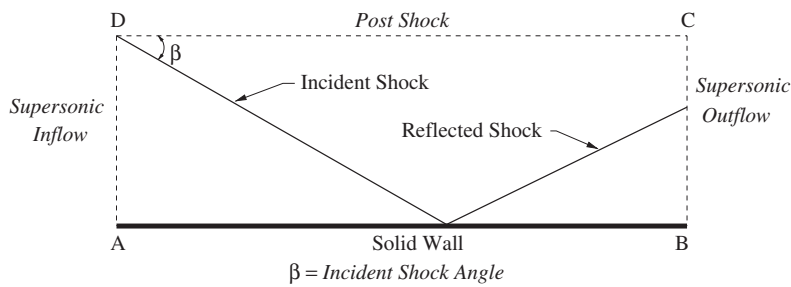 D
Post Shock
C
β
Incident Shock
Supersonic
Inflow
Supersonic
Outflow
Reflected Shock
A
Solid Wall
B
β = Incident Shock Angle